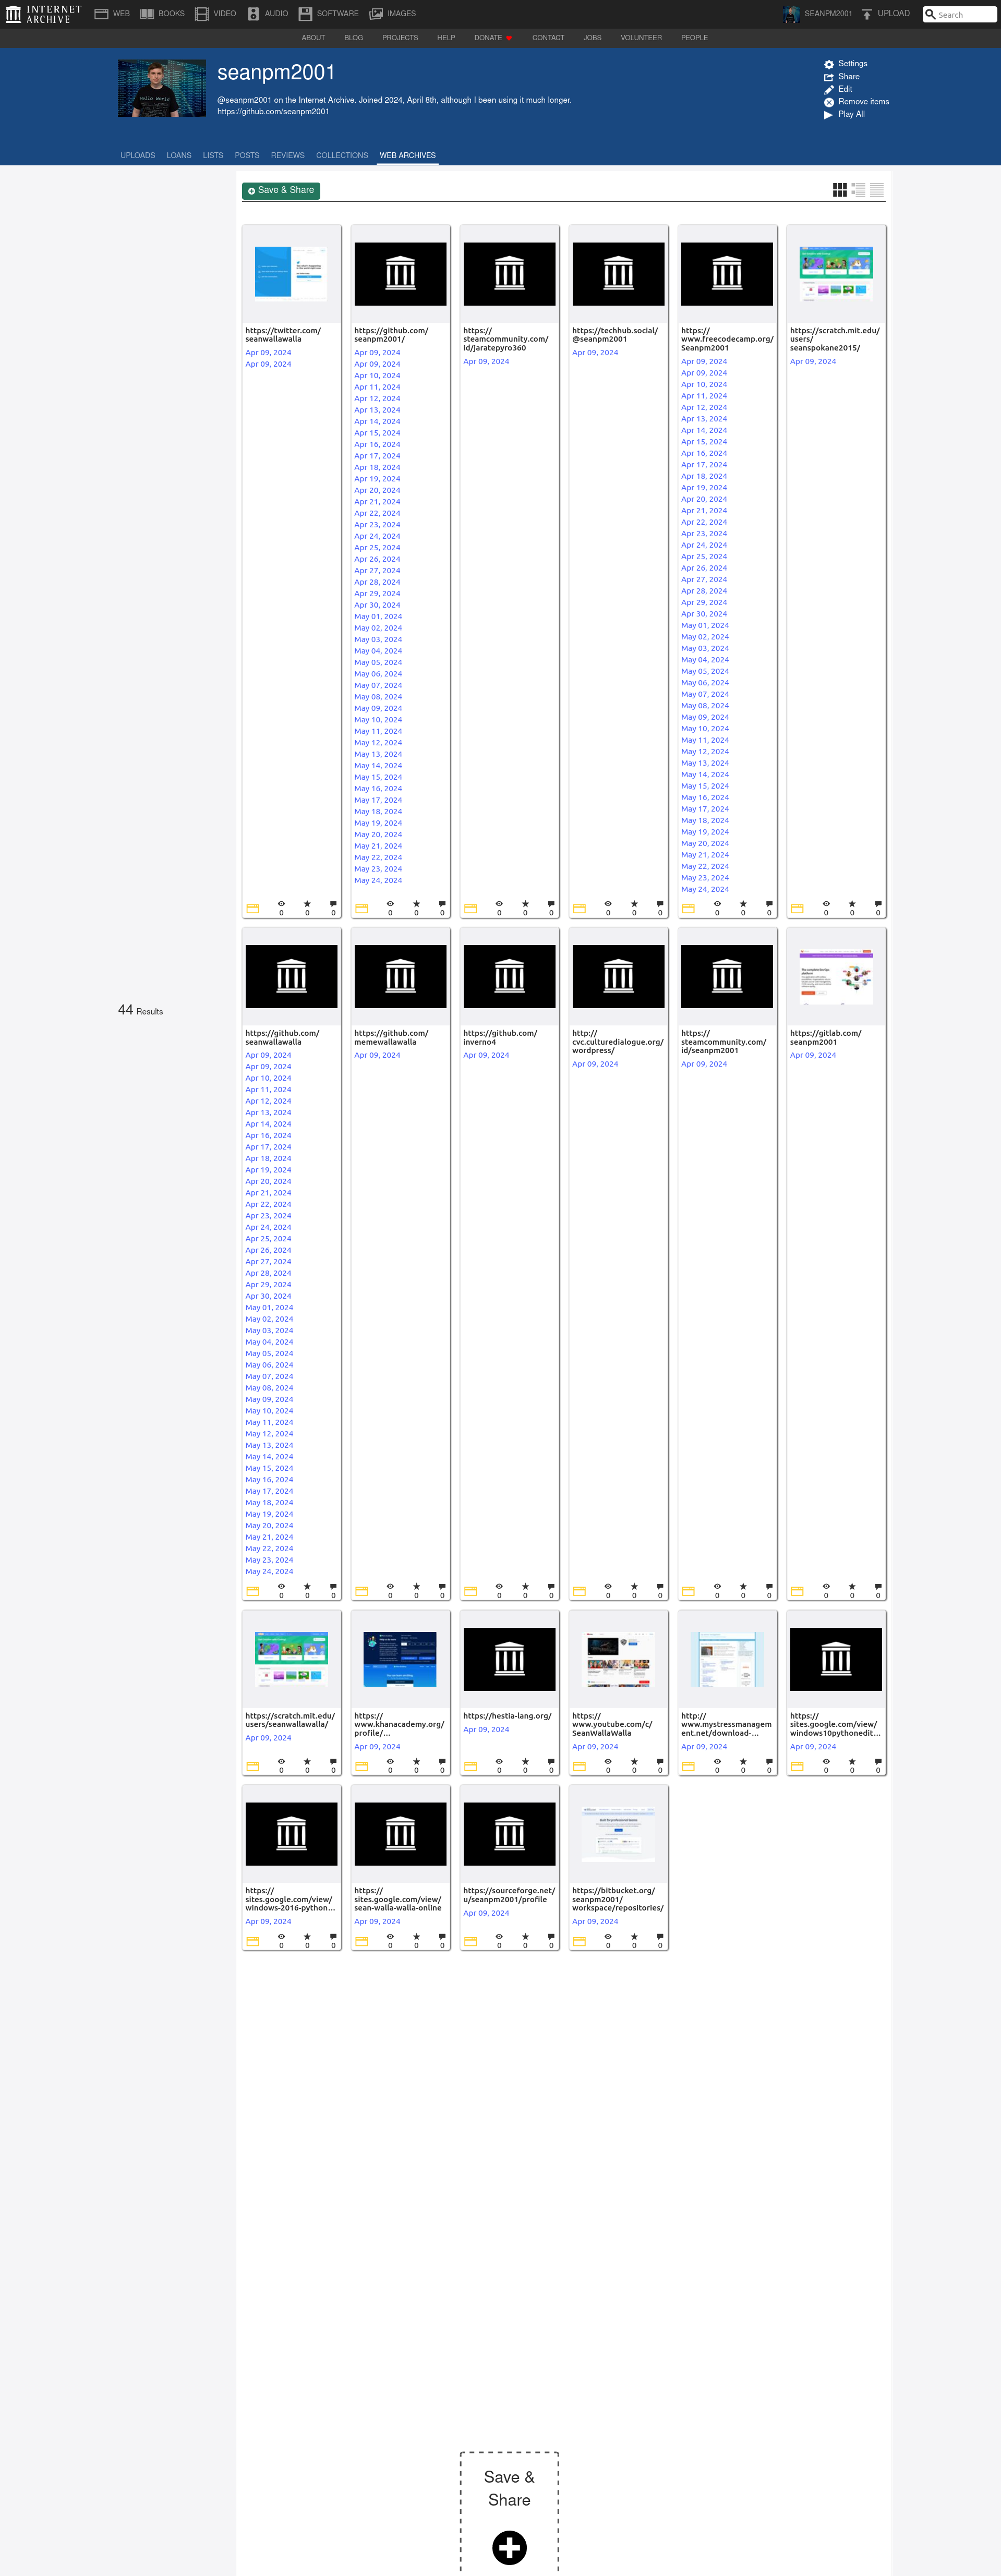 INTERNET
ARCHIVE
WEB
BOOKS
VIDEO
AUDIO
SOFTWARE
IMAGES
SEANPM2001
UPLOAD
Search
ABOUT
BLOG
PROJECTS
HELP
DONATE
CONTACT
JOBS
VOLUNTEER
PEOPLE
seanpm2001
@seanpm2001 on the Internet Archive. Joined 2024, April 8th, although I been using it much longer.
https://github.com/seanpm2001
Settings
Share
Edit
Remove items
Play All
UPLOADS
LOANS
LISTS
POSTS
REVIEWS
COLLECTIONS
WEB ARCHIVES
44 Results
Save & Share
https://twitter.com/
seanwallawalla
Apr 09, 2024
Apr 09, 2024
0 0 0
https://github.com/
seanpm2001/
Apr 09, 2024
Apr 09, 2024
Apr 10, 2024
Apr 11, 2024
Apr 12, 2024
Apr 13, 2024
Apr 14, 2024
Apr 15, 2024
Apr 16, 2024
Apr 17, 2024
Apr 18, 2024
Apr 19, 2024
Apr 20, 2024
Apr 21, 2024
Apr 22, 2024
Apr 23, 2024
Apr 24, 2024
Apr 25, 2024
Apr 26, 2024
Apr 27, 2024
Apr 28, 2024
Apr 29, 2024
Apr 30, 2024
May 01, 2024
May 02, 2024
May 03, 2024
May 04, 2024
May 05, 2024
May 06, 2024
May 07, 2024
May 08, 2024
May 09, 2024
May 10, 2024
May 11, 2024
May 12, 2024
May 13, 2024
May 14, 2024
May 15, 2024
May 16, 2024
May 17, 2024
May 18, 2024
May 19, 2024
May 20, 2024
May 21, 2024
May 22, 2024
May 23, 2024
May 24, 2024
0 0 0
https://
steamcommunity.com/
id/jaratepyro360
Apr 09, 2024
0 0 0
https://techhub.social/
@seanpm2001
Apr 09, 2024
0 0 0
https://
www.freecodecamp.org/
Seanpm2001
Apr 09, 2024
Apr 09, 2024
Apr 10, 2024
Apr 11, 2024
Apr 12, 2024
Apr 13, 2024
Apr 14, 2024
Apr 15, 2024
Apr 16, 2024
Apr 17, 2024
Apr 18, 2024
Apr 19, 2024
Apr 20, 2024
Apr 21, 2024
Apr 22, 2024
Apr 23, 2024
Apr 24, 2024
Apr 25, 2024
Apr 26, 2024
Apr 27, 2024
Apr 28, 2024
Apr 29, 2024
Apr 30, 2024
May 01, 2024
May 02, 2024
May 03, 2024
May 04, 2024
May 05, 2024
May 06, 2024
May 07, 2024
May 08, 2024
May 09, 2024
May 10, 2024
May 11, 2024
May 12, 2024
May 13, 2024
May 14, 2024
May 15, 2024
May 16, 2024
May 17, 2024
May 18, 2024
May 19, 2024
May 20, 2024
May 21, 2024
May 22, 2024
May 23, 2024
May 24, 2024
0 0 0
https://scratch.mit.edu/
users/
seanspokane2015/
Apr 09, 2024
0 0 0
https://github.com/
seanwallawalla
Apr 09, 2024
Apr 09, 2024
Apr 10, 2024
Apr 11, 2024
Apr 12, 2024
Apr 13, 2024
Apr 14, 2024
Apr 16, 2024
Apr 17, 2024
Apr 18, 2024
Apr 19, 2024
Apr 20, 2024
Apr 21, 2024
Apr 22, 2024
Apr 23, 2024
Apr 24, 2024
Apr 25, 2024
Apr 26, 2024
Apr 27, 2024
Apr 28, 2024
Apr 29, 2024
Apr 30, 2024
May 01, 2024
May 02, 2024
May 03, 2024
May 04, 2024
May 05, 2024
May 06, 2024
May 07, 2024
May 08, 2024
May 09, 2024
May 10, 2024
May 11, 2024
May 12, 2024
May 13, 2024
May 14, 2024
May 15, 2024
May 16, 2024
May 17, 2024
May 18, 2024
May 19, 2024
May 20, 2024
May 21, 2024
May 22, 2024
May 23, 2024
May 24, 2024
0 0 0
https://github.com/
memewallawalla
Apr 09, 2024
0 0 0
https://github.com/
inverno4
Apr 09, 2024
0 0 0
http://
cvc.culturedialogue.org/
wordpress/
Apr 09, 2024
0 0 0
https://
steamcommunity.com/
id/seanpm2001
Apr 09, 2024
0 0 0
https://gitlab.com/
seanpm2001
Apr 09, 2024
0 0 0
https://scratch.mit.edu/
users/seanwallawalla/
Apr 09, 2024
0 0 0
https://
www.khanacademy.org/
profile/…
Apr 09, 2024
0 0 0
https://hestia-lang.org/
Apr 09, 2024
0 0 0
https://
www.youtube.com/c/
SeanWallaWalla
Apr 09, 2024
0 0 0
http://
www.mystressmanagem
ent.net/download-…
Apr 09, 2024
0 0 0
https://
sites.google.com/view/
windows10pythonedit…
Apr 09, 2024
0 0 0
https://
sites.google.com/view/
windows-2016-python…
Apr 09, 2024
0 0 0
https://
sites.google.com/view/
sean-walla-walla-online
Apr 09, 2024
0 0 0
https://sourceforge.net/
u/seanpm2001/profile
Apr 09, 2024
0 0 0
https://bitbucket.org/
seanpm2001/
workspace/repositories/
Apr 09, 2024
0 0 0
Save &
Share